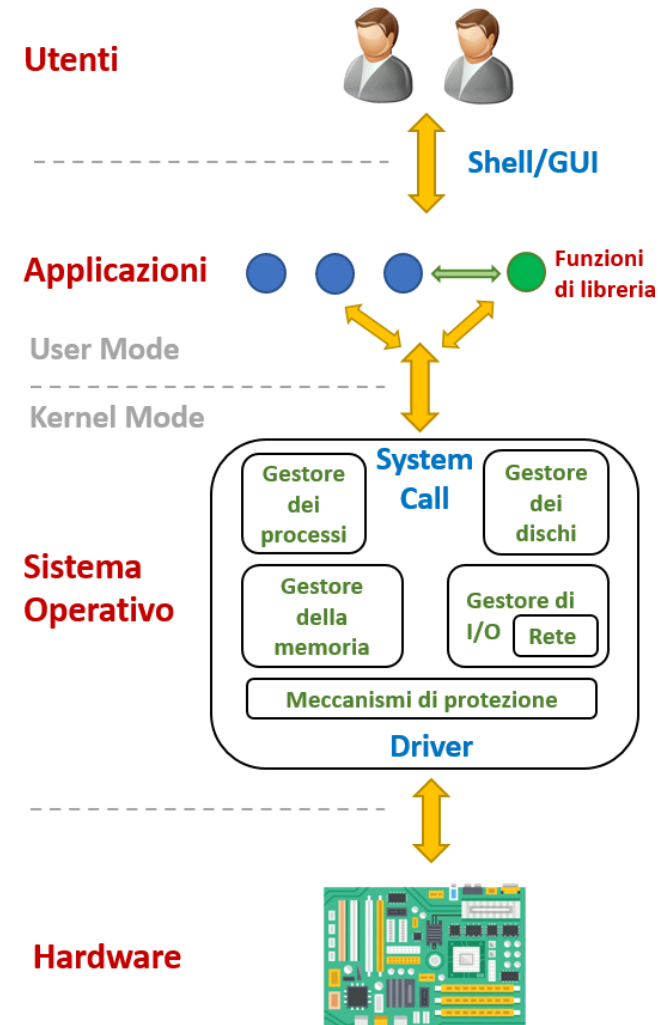 Utenti
Shell/GUI
Applicazioni
Funzioni
di libreria
User Mode
Kernel Mode
System
Call
Gestore
dei
processi
Gestore
dei
dischi
Sistema
Operativo
Gestore
della
memoria
Gestore di
I/O
Rete
Meccanismi di protezione
Driver
Hardware